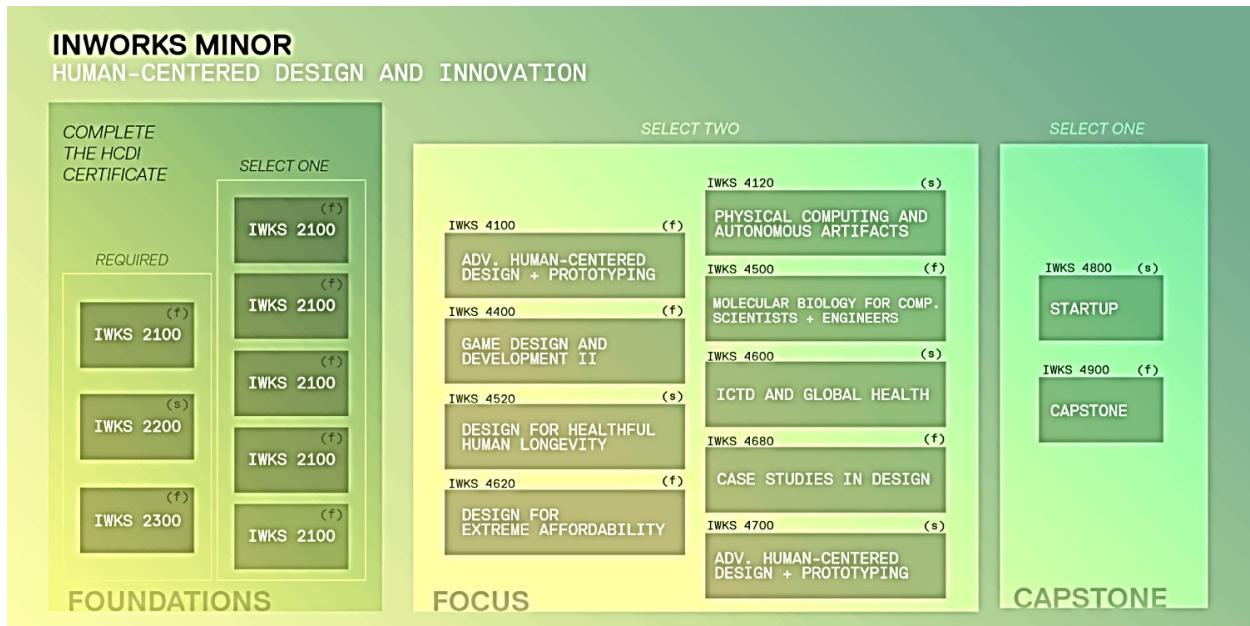 INWORKS MINOR
HUMAN-CENTERED DESIGN AND INNOVATION
COMPLETE
THE HCDI
CERTIFICATE
REQUIRED
(f)
IWKS 2100
(s)
IWKS 2200
(f)
IWKS 2300
SELECT ONE
(f)
IWKS 2100
(f)
IWKS 2100
(f)
IWKS 2100
(f)
IWKS 2100
(f)
IWKS 2100
FOUNDATIONS
SELECT TWO
IWKS 4100 (f)
ADV. HUMAN-CENTERED
DESIGN + PROTOTYPING
IWKS 4400 (f)
GAME DESIGN AND
DEVELOPMENT II
IWKS 4520 (s)
DESIGN FOR HEALTHFUL
HUMAN LONGEVITY
IWKS 4620 (f)
DESIGN FOR
EXTREME AFFORDABILITY
IWKS 4120 (s)
PHYSICAL COMPUTING AND
AUTONOMOUS ARTIFACTS
IWKS 4500 (f)
MOLECULAR BIOLOGY FOR COMP.
SCIENTISTS + ENGINEERS
IWKS 4600 (s)
ICTD AND GLOBAL HEALTH
IWKS 4680 (f)
CASE STUDIES IN DESIGN
IWKS 4700 (s)
ADV. HUMAN-CENTERED
DESIGN + PROTOTYPING
FOCUS
SELECT ONE
IWKS 4800 (s)
STARTUP
IWKS 4900 (f)
CAPSTONE
CAPSTONE